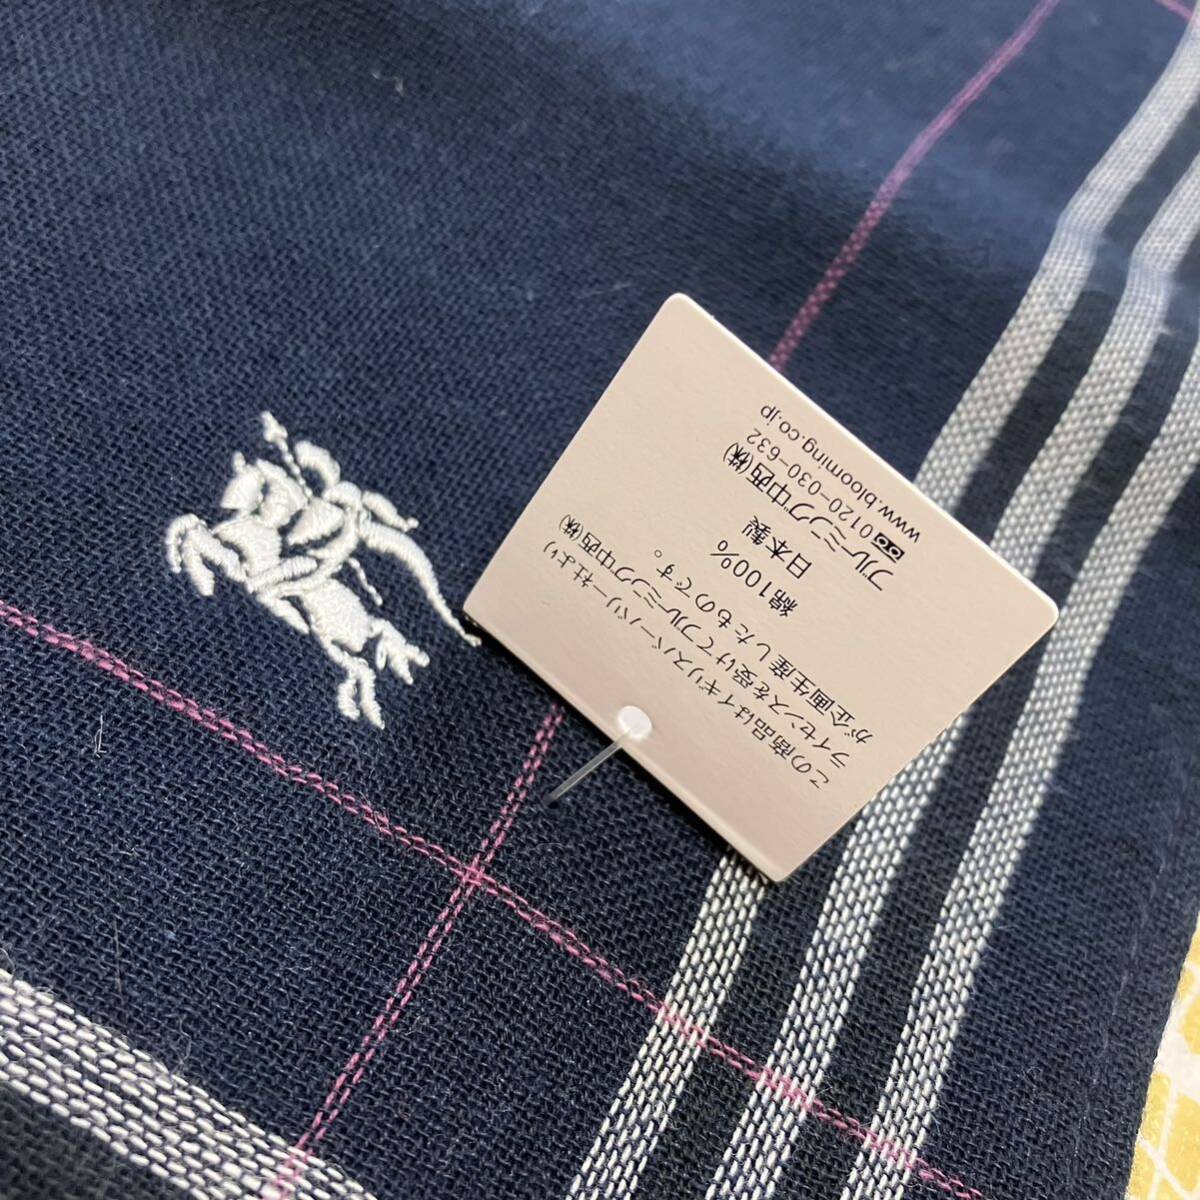 この商品はイギリスバーバリー社より
ライセンスを受けてブルーミング中西㈱
が企画生産したものです。
綿100%
日本製
ブルーミング中西㈱
0120-030-632
www.blooming.co.jp